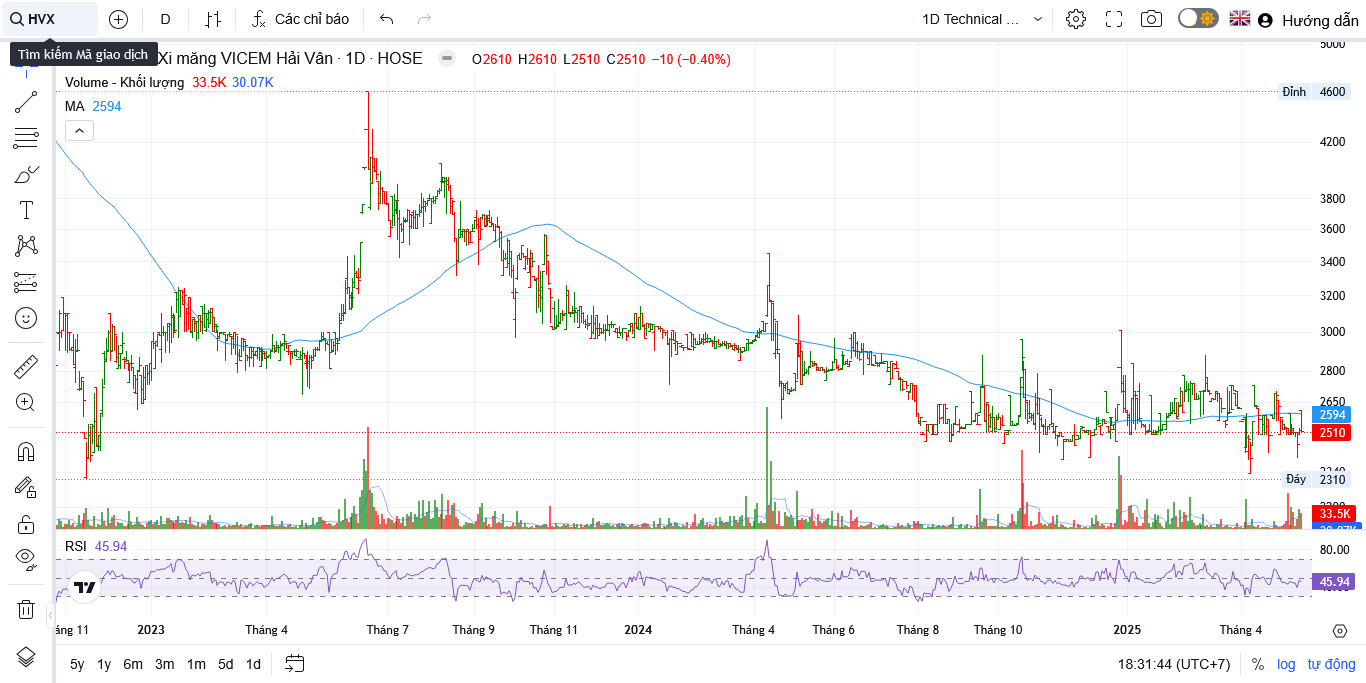 HVX
D
Các chỉ báo
1D Technical ...
Hướng dẫn
Tìm kiếm Mã giao dịch
Xi măng VICEM Hải Vân · 1D · HOSE
O2610 H2610 L2510 C2510 −10 (−0.40%)
Volume - Khối lượng 33.5K 30.07K
MA 2594
5000
Đỉnh 4600
4200
3800
3600
3400
3200
3000
2800
2650
2594
2510
2340
Đáy 2310
2200
33.5K
30.07K
RSI 45.94
80.00
45.94
áng 11
2023
Tháng 4
Tháng 7
Tháng 9
Tháng 11
2024
Tháng 4
Tháng 6
Tháng 8
Tháng 10
2025
Tháng 4
5y 1y 6m 3m 1m 5d 1d
18:31:44 (UTC+7)
% log tự động